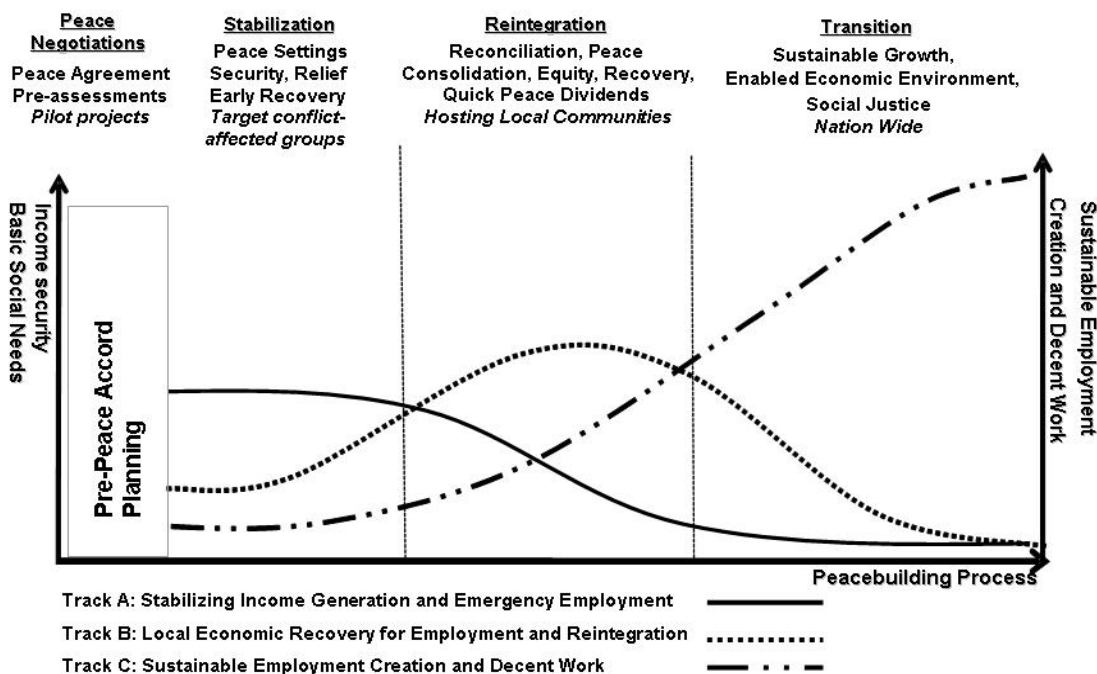 Peace
Negotiations
Peace Agreement
Pre-assessments
Pilot projects
Stabilization
Peace Settings
Security, Relief
Early Recovery
Target conflict-
affected groups
Reintegration
Reconciliation, Peace
Consolidation, Equity, Recovery,
Quick Peace Dividends
Hosting Local Communities
Transition
Sustainable Growth,
Enabled Economic Environment,
Social Justice
Nation Wide
Income security
Basic Social Needs
Pre-Peace Accord
Planning
Sustainable Employment
Creation and Decent Work
Peacebuilding Process
Track A: Stabilizing Income Generation and Emergency Employment
Track B: Local Economic Recovery for Employment and Reintegration
Track C: Sustainable Employment Creation and Decent Work